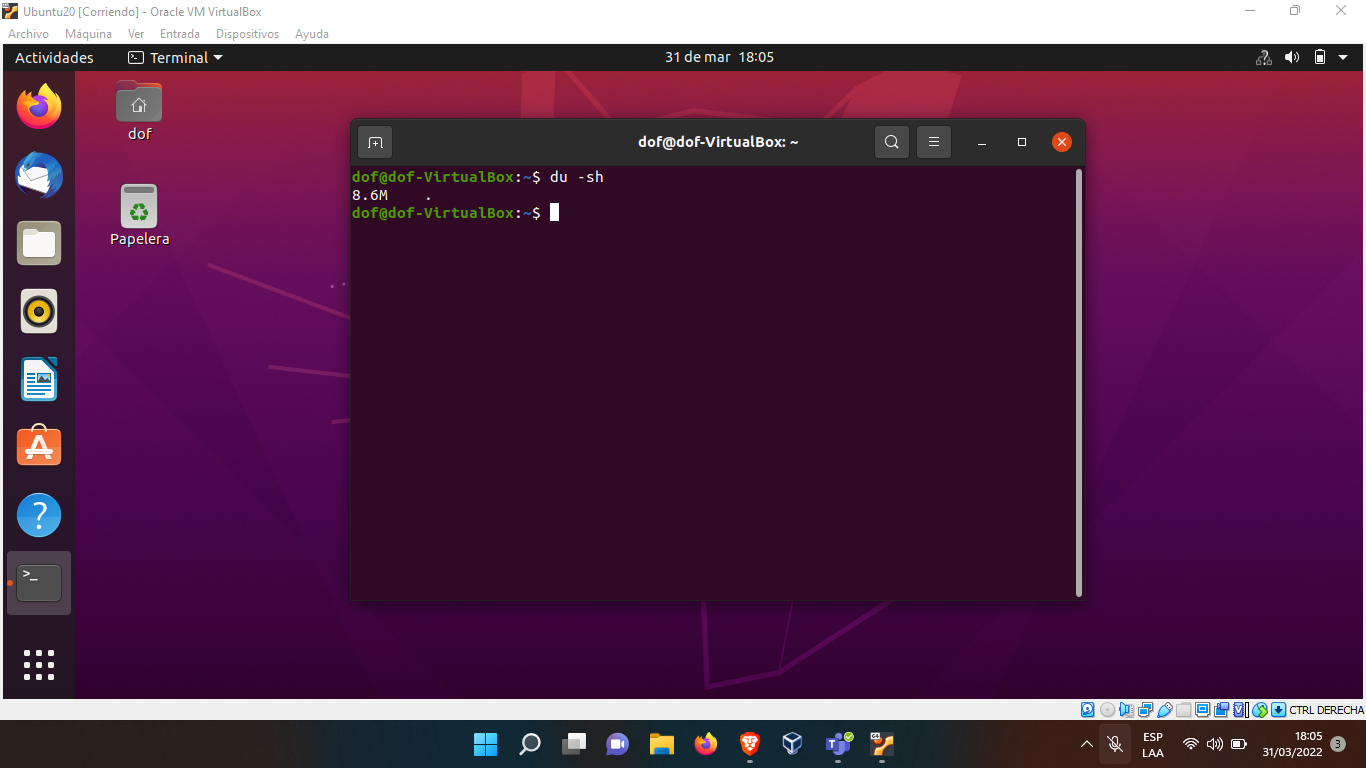 Ubuntu20 [Corriendo] - Oracle VM VirtualBox
Archivo Máquina Ver Entrada Dispositivos Ayuda
Actividades Terminal 31 de mar 18:05
dof
Papelera
dof@dof-VirtualBox: ~
dof@dof-VirtualBox:~$ du -sh
8.6M .
dof@dof-VirtualBox:~$
CTRL DERECHA
ESP
LAA
18:05
31/03/2022
3